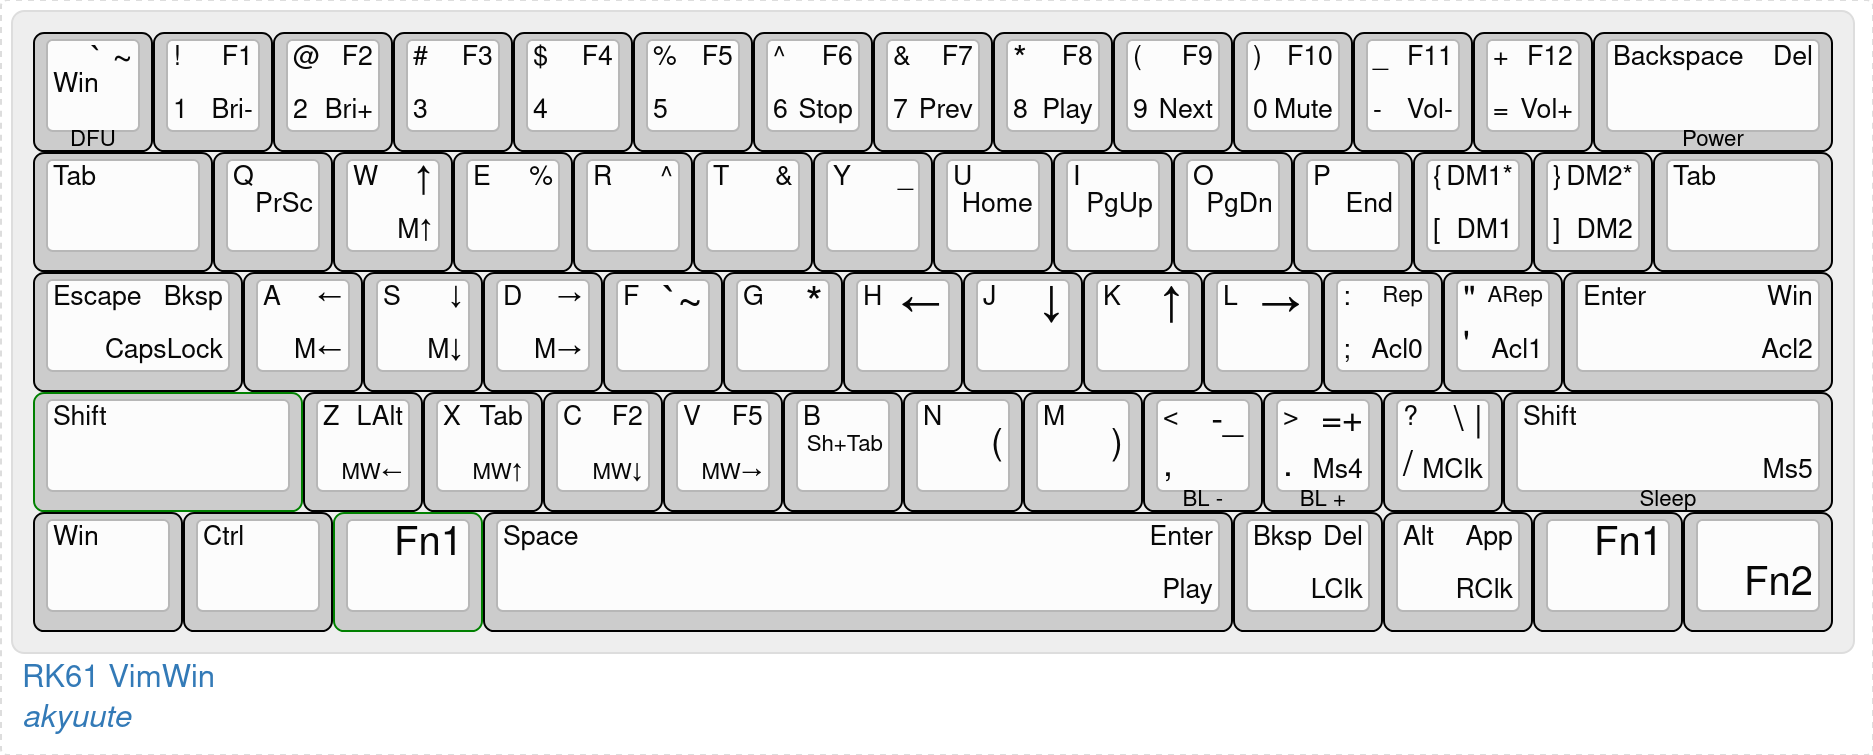 ` ~ ! F1 @ F2 # F3 $ F4 % F5 ^ F6 & F7 * F8 ( F9 ) F10 _ F11 + F12 Backspace Del
Win
1 Bri- 2 Bri+ 3 4 5 6 Stop 7 Prev 8 Play 9 Next 0 Mute - Vol- = Vol+
DFU Power
Tab Q W ↑ E % R ^ T & Y _ U I O P { DM1* } DM2* Tab
PrSc Home PgUp PgDn End
M↑ [ DM1 ] DM2
Escape Bksp A ← S ↓ D → F ` ~ G * H ← J ↓ K ↑ L → : Rep " ARep Enter Win
CapsLock M← M↓ M→ ; Acl0 ' Acl1 Acl2
Shift Z LAlt X Tab C F2 V F5 B N M < -_ > =+ ? \ | Shift
Sh+Tab ( )
MW← MW↑ MW↓ MW→ , . Ms4 / MClk Ms5
BL - BL + Sleep
Win Ctrl Fn1 Space Enter Bksp Del Alt App Fn1
Play LClk RClk Fn2
RK61 VimWin
akyuute